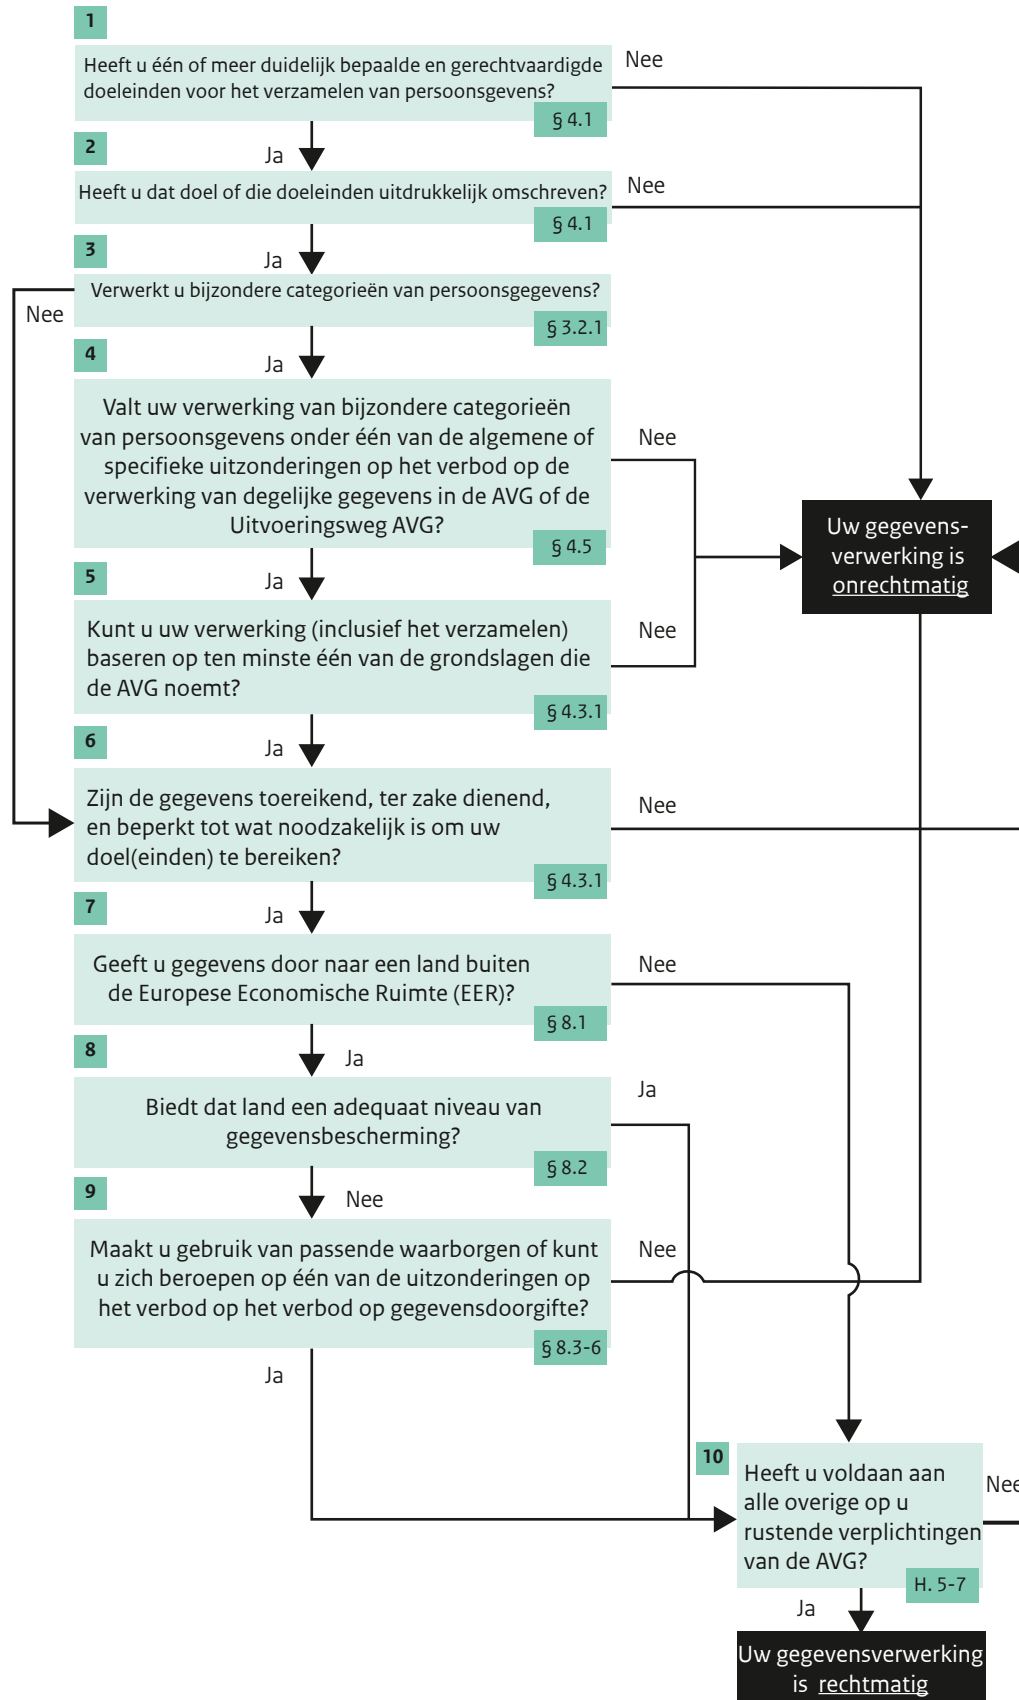 1
Heeft u één of meer duidelijk bepaalde en gerechtvaardigde
doeleinden voor het verzamelen van persoonsgevens?
§ 4.1
Nee
Ja
2
Heeft u dat doel of die doeleinden uitdrukkelijk omschreven?
§ 4.1
Nee
Ja
3
Verwerkt u bijzondere categorieën van persoonsgegevens?
§ 3.2.1
Nee
Ja
4
Valt uw verwerking van bijzondere categorieën
van persoonsgevens onder één van de algemene of
specifieke uitzonderingen op het verbod op de
verwerking van degelijke gegevens in de AVG of de
Uitvoeringsweg AVG?
§ 4.5
Nee
Uw gegevens-
verwerking is
onrechtmatig
Ja
5
Kunt u uw verwerking (inclusief het verzamelen)
baseren op ten minste één van de grondslagen die
de AVG noemt?
§ 4.3.1
Nee
Ja
6
Zijn de gegevens toereikend, ter zake dienend,
en beperkt tot wat noodzakelijk is om uw
doel(einden) te bereiken?
§ 4.3.1
Nee
Ja
7
Geeft u gegevens door naar een land buiten
de Europese Economische Ruimte (EER)?
§ 8.1
Nee
Ja
8
Biedt dat land een adequaat niveau van
gegevensbescherming?
§ 8.2
Ja
Nee
9
Maakt u gebruik van passende waarborgen of kunt
u zich beroepen op één van de uitzonderingen op
het verbod op het verbod op gegevensdoorgifte?
§ 8.3-6
Nee
Ja
10
Heeft u voldaan aan
alle overige op u
rustende verplichtingen
van de AVG?
H. 5-7
Nee
Ja
Uw gegevensverwerking
is rechtmatig